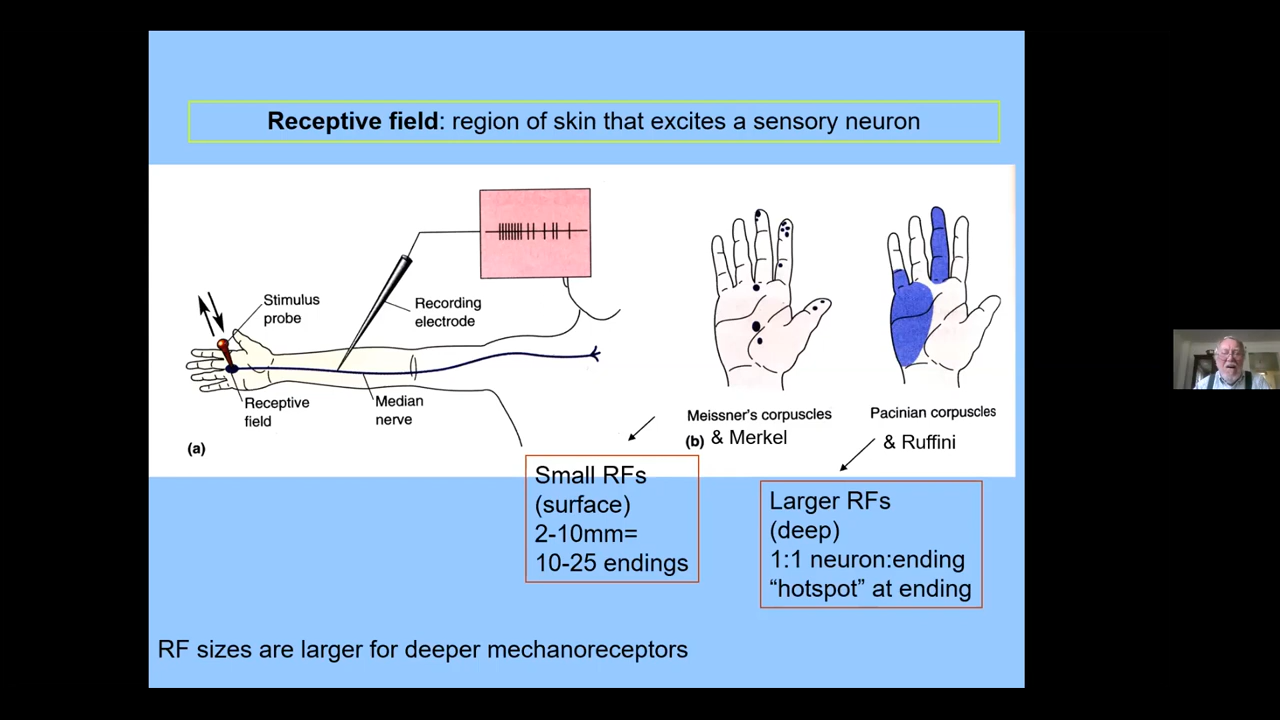 Receptive field: region of skin that excites a sensory neuron
Stimulus
probe
Recording
electrode
Receptive
field
Median
nerve
(a)
Meissner's corpuscles
(b) & Merkel
Pacinian corpuscles
& Ruffini
Small RFs
(surface)
2-10mm=
10-25 endings
Larger RFs
(deep)
1:1 neuron:ending
“hotspot” at ending
RF sizes are larger for deeper mechanoreceptors